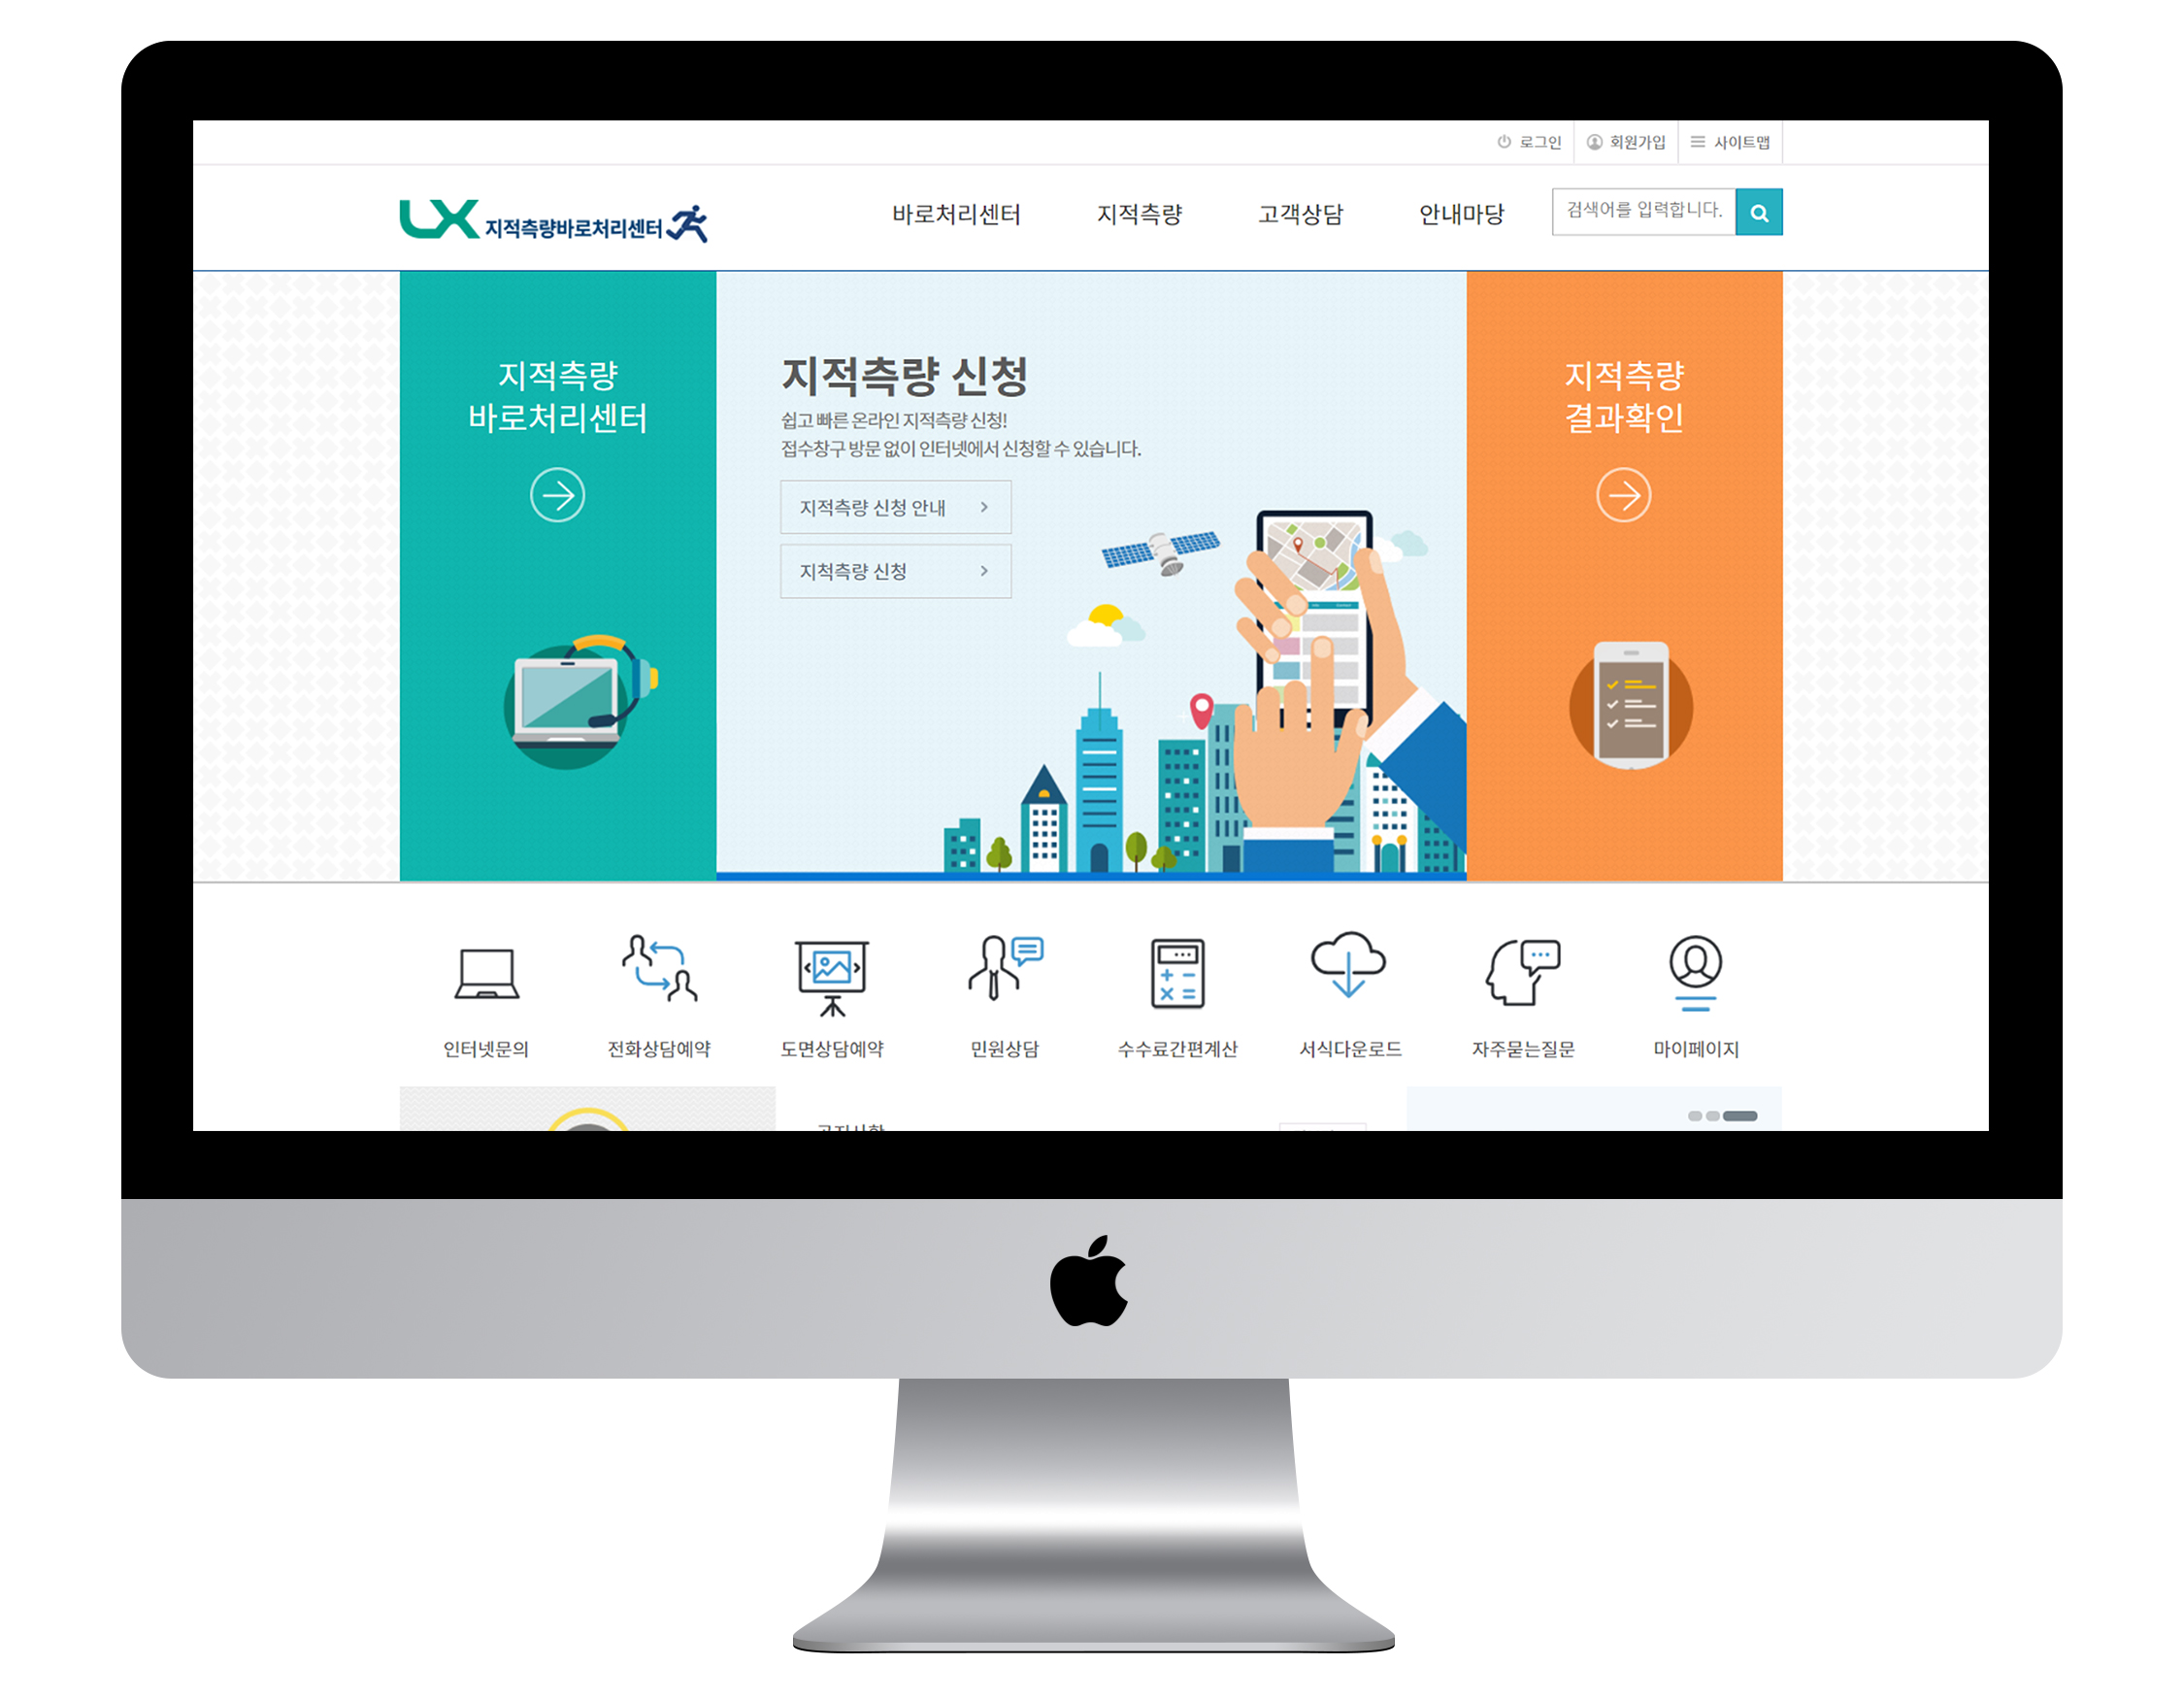 로그인 회원가입 사이트맵
LX 지적측량바로처리센터
바로처리센터 지적측량 고객상담 안내마당 검색어를 입력합니다.
지적측량
바로처리센터
지적측량 신청
쉽고 빠른 온라인 지적측량 신청!
접수창구 방문 없이 인터넷에서 신청할 수 있습니다.
지적측량 신청 안내
지척측량 신청
지적측량
결과확인
인터넷문의 전화상담예약 도면상담예약 민원상담 수수료간편계산 서식다운로드 자주묻는질문 마이페이지